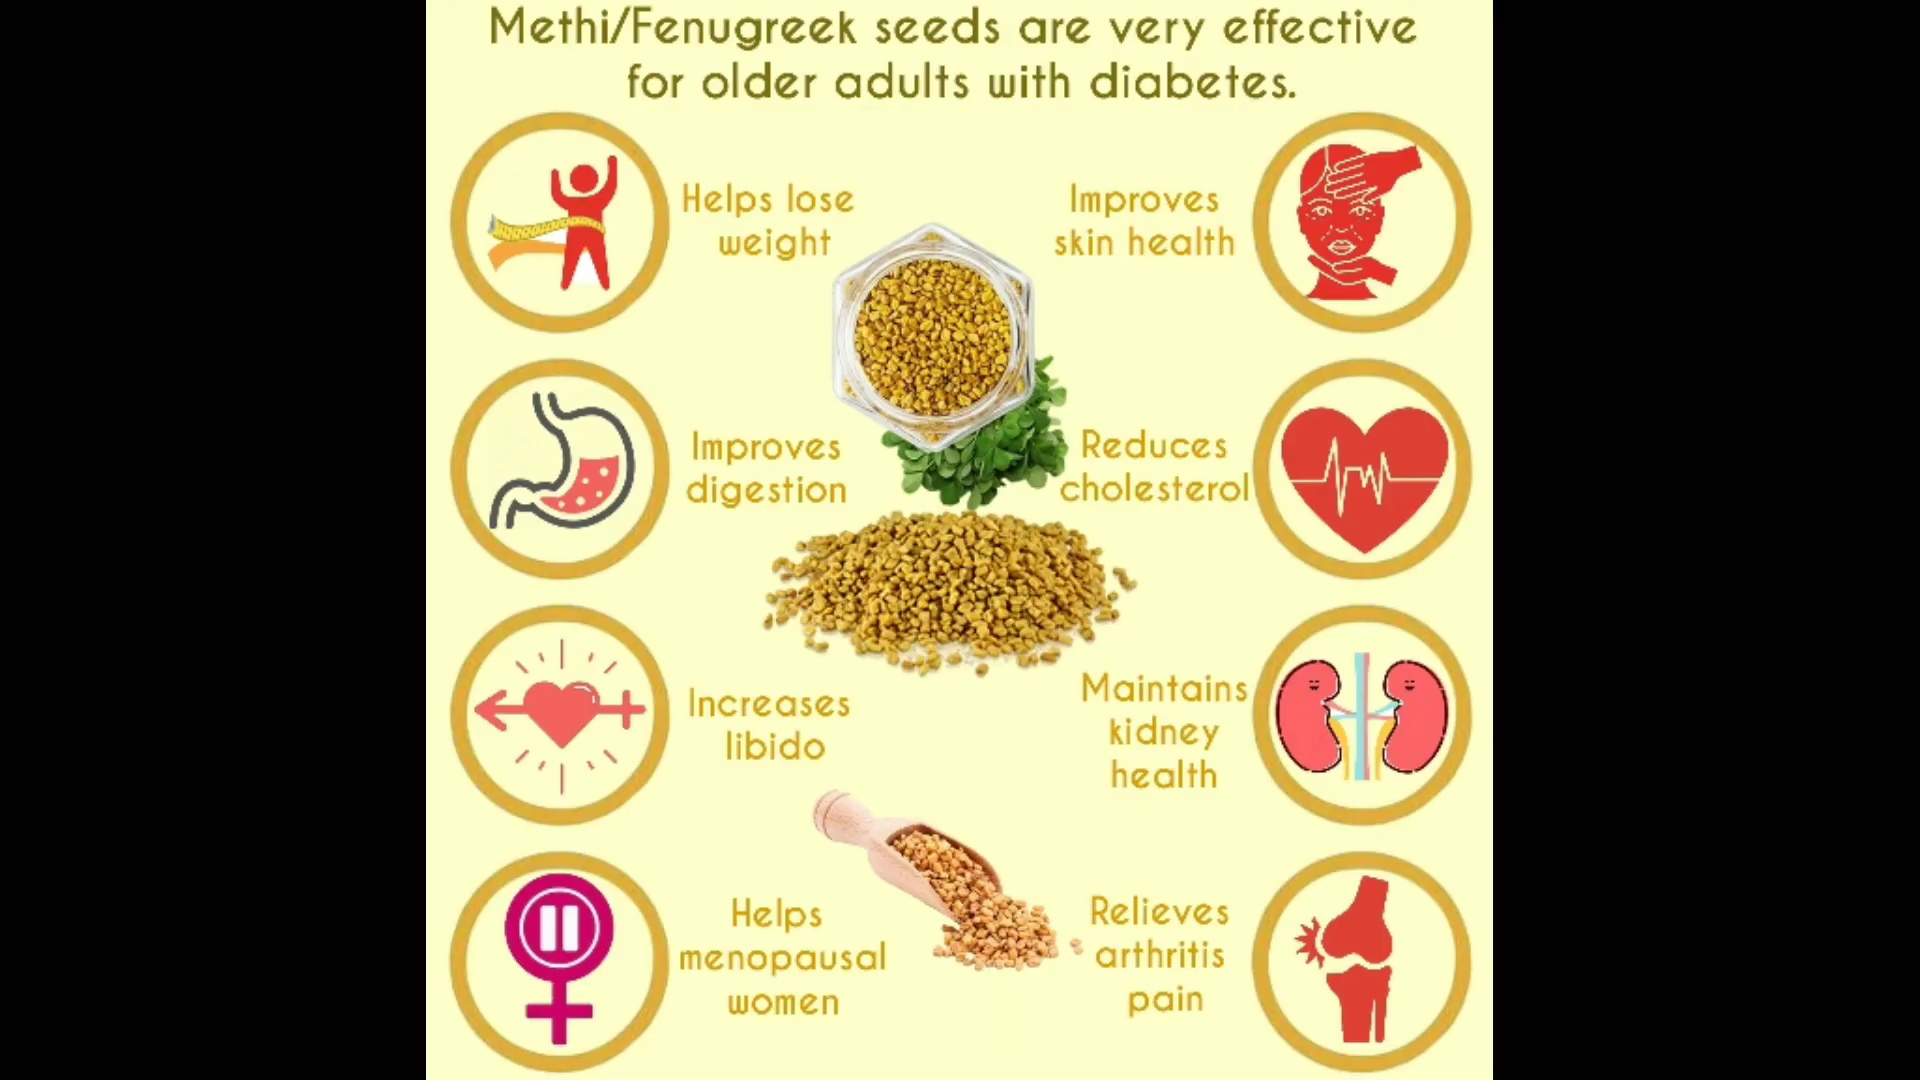 Methi/Fenugreek seeds are very effective
for older adults with diabetes.
Helps lose
weight
Improves
skin health
Improves
digestion
Reduces
cholesterol
Increases
libido
Maintains
kidney
health
Helps
menopausal
women
Relieves
arthritis
pain